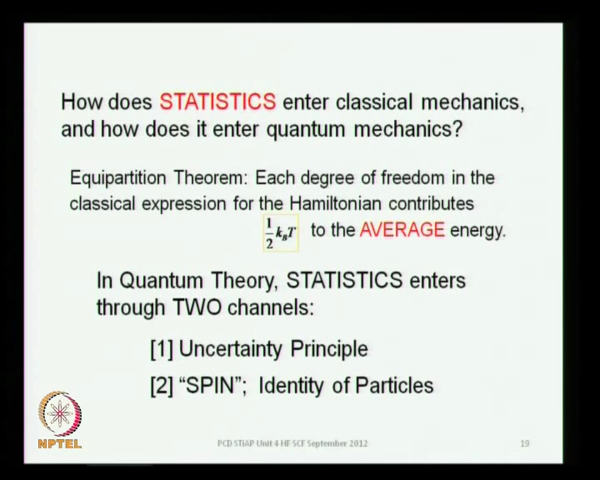 How does STATISTICS enter classical mechanics,
and how does it enter quantum mechanics?
Equipartition Theorem: Each degree of freedom in the
classical expression for the Hamiltonian contributes
1/2 k_B T to the AVERAGE energy.
In Quantum Theory, STATISTICS enters
through TWO channels:
[1] Uncertainty Principle
[2] “SPIN”; Identity of Particles
NPTEL
PCD STiAP Unit 4 HF-SCF September 2012
19